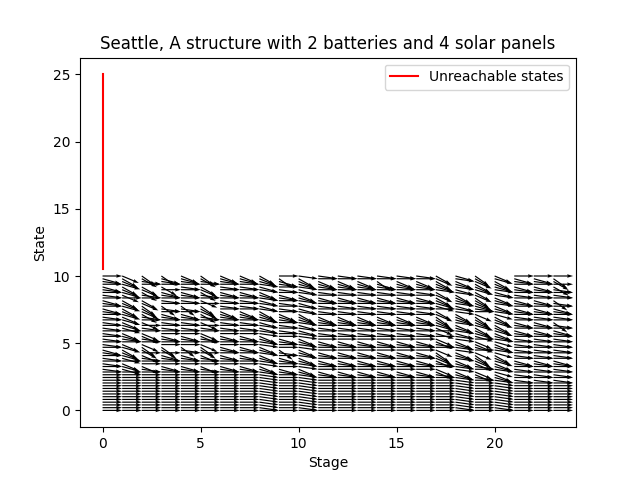 Seattle, A structure with 2 batteries and 4 solar panels
Unreachable states
25
20
15
10
5
0
State
0 5 10 15 20
Stage